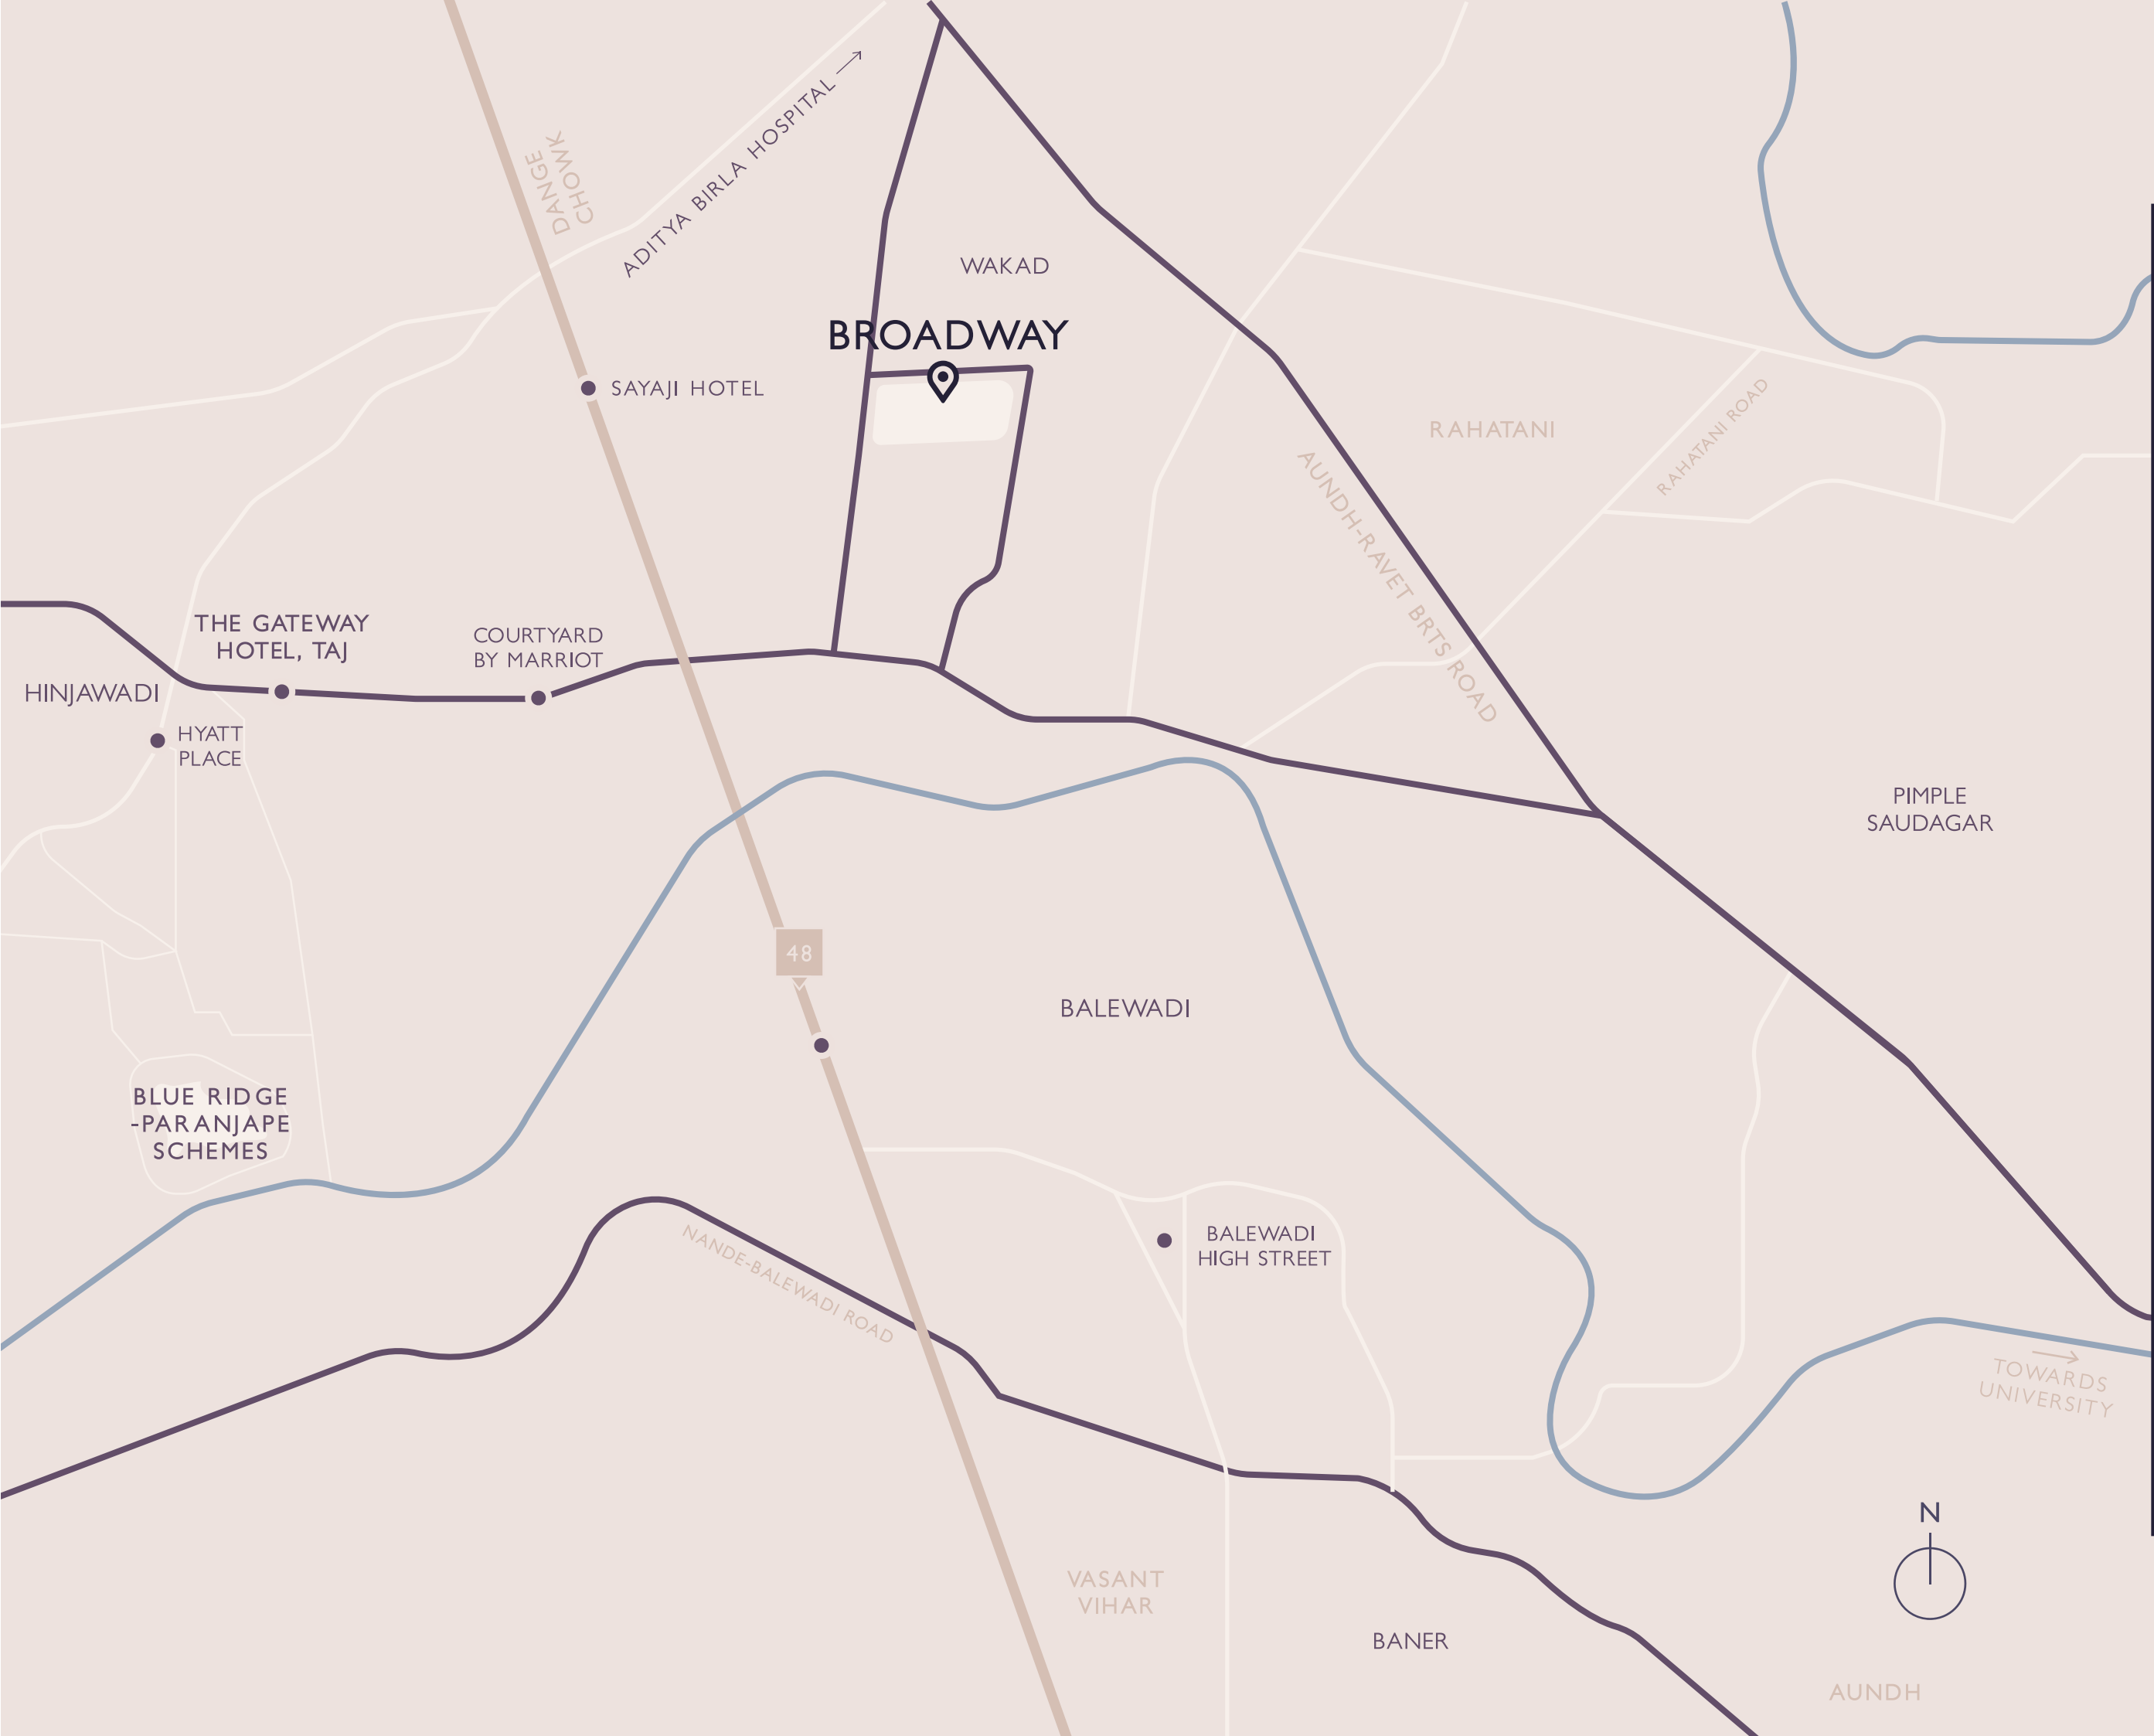 DANGE
CHOWK
ADITYA BIRLA HOSPITAL
WAKAD
BROADWAY
SAYAJI HOTEL
RAHATANI
RAHATANI ROAD
AUNDH-RAVET BRTS ROAD
THE GATEWAY
HOTEL, TAJ
COURTYARD
BY MARRIOT
HINJAWADI
HYATT
PLACE
PIMPLE
SAUDAGAR
48
BALEWADI
BLUE RIDGE
-PARANJAPE
SCHEMES
NANDE-BALEWADI ROAD
BALEWADI
HIGH STREET
TOWARDS
UNIVERSITY
N
VASANT
VIHAR
BANER
AUNDH